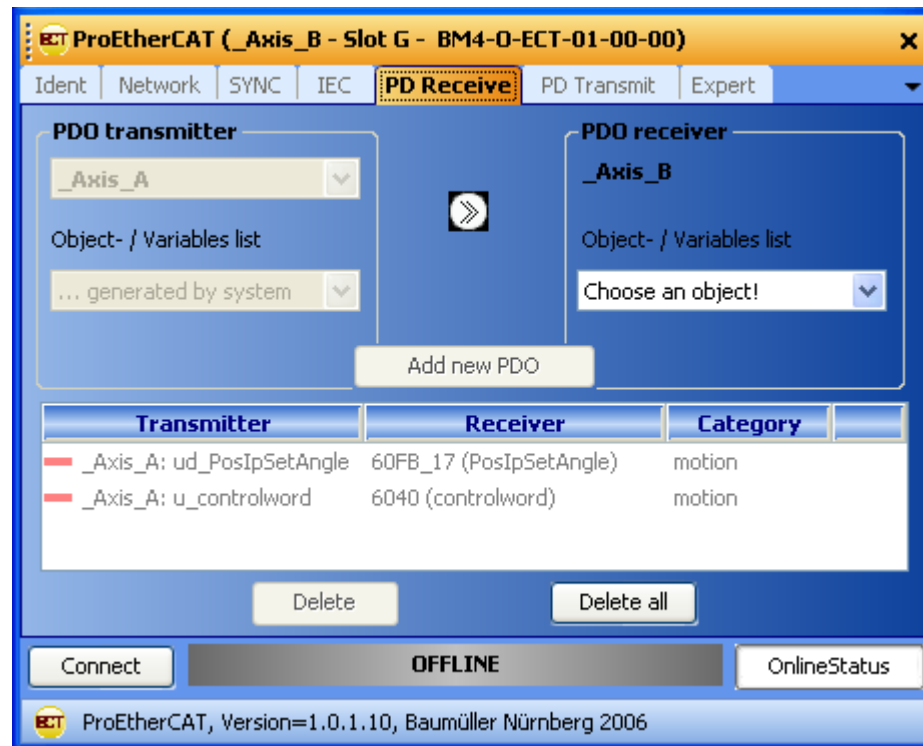 ECT ProEtherCAT (_Axis_B - Slot G - BM4-O-ECT-01-00-00)
Ident Network SYNC IEC PD Receive PD Transmit Expert
PDO transmitter PDO receiver
_Axis_A _Axis_B
Object- / Variables list Object- / Variables list
... generated by system Choose an object!
Add new PDO
Transmitter Receiver Category
_Axis_A: ud_PosIpSetAngle 60FB_17 (PosIpSetAngle) motion
_Axis_A: u_controlword 6040 (controlword) motion
Delete Delete all
Connect OFFLINE OnlineStatus
ECT ProEtherCAT, Version=1.0.1.10, Baumüller Nürnberg 2006